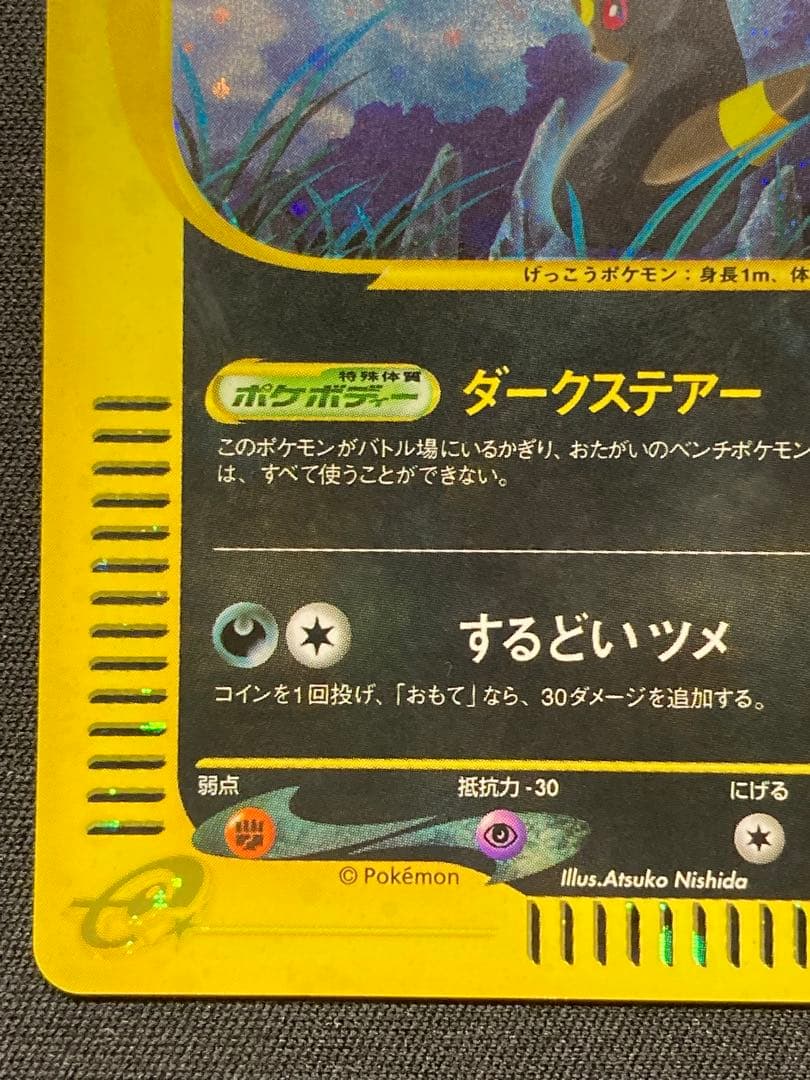 げっこうポケモン：身長1m、体
特殊体質
ポケボディー
ダークステアー
このポケモンがバトル場にいるかぎり、おたがいのベンチポケモン
は、すべて使うことができない。
するどいツメ
コインを1回投げ、「おもて」なら、30ダメージを追加する。
弱点
抵抗力 -30
にげる
© Pokémon
Illus.Atsuko Nishida
e